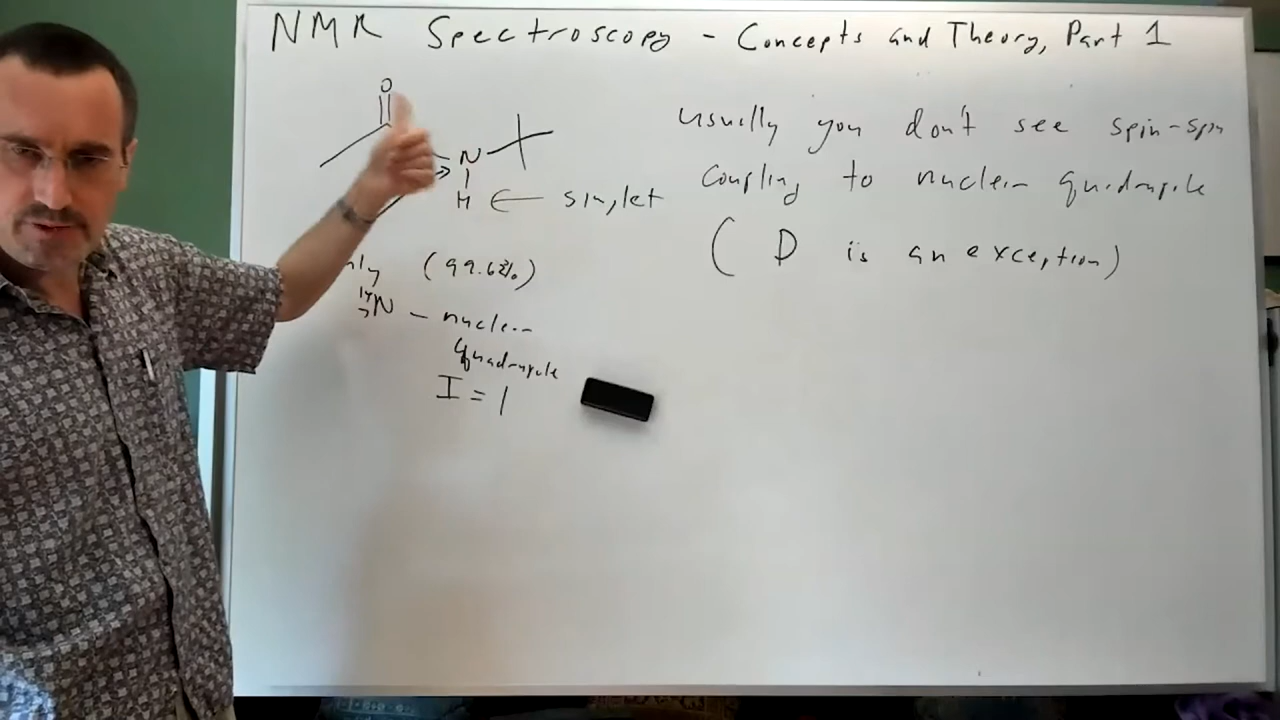 NMR Spectroscopy - Concepts and Theory, Part 1
O
N
H ← singlet
usually you don't see spin-spin
coupling to nuclear quadrupole
(D is an exception)
(99.6%)
14 7 N - nuclear
quadrupole
I = 1